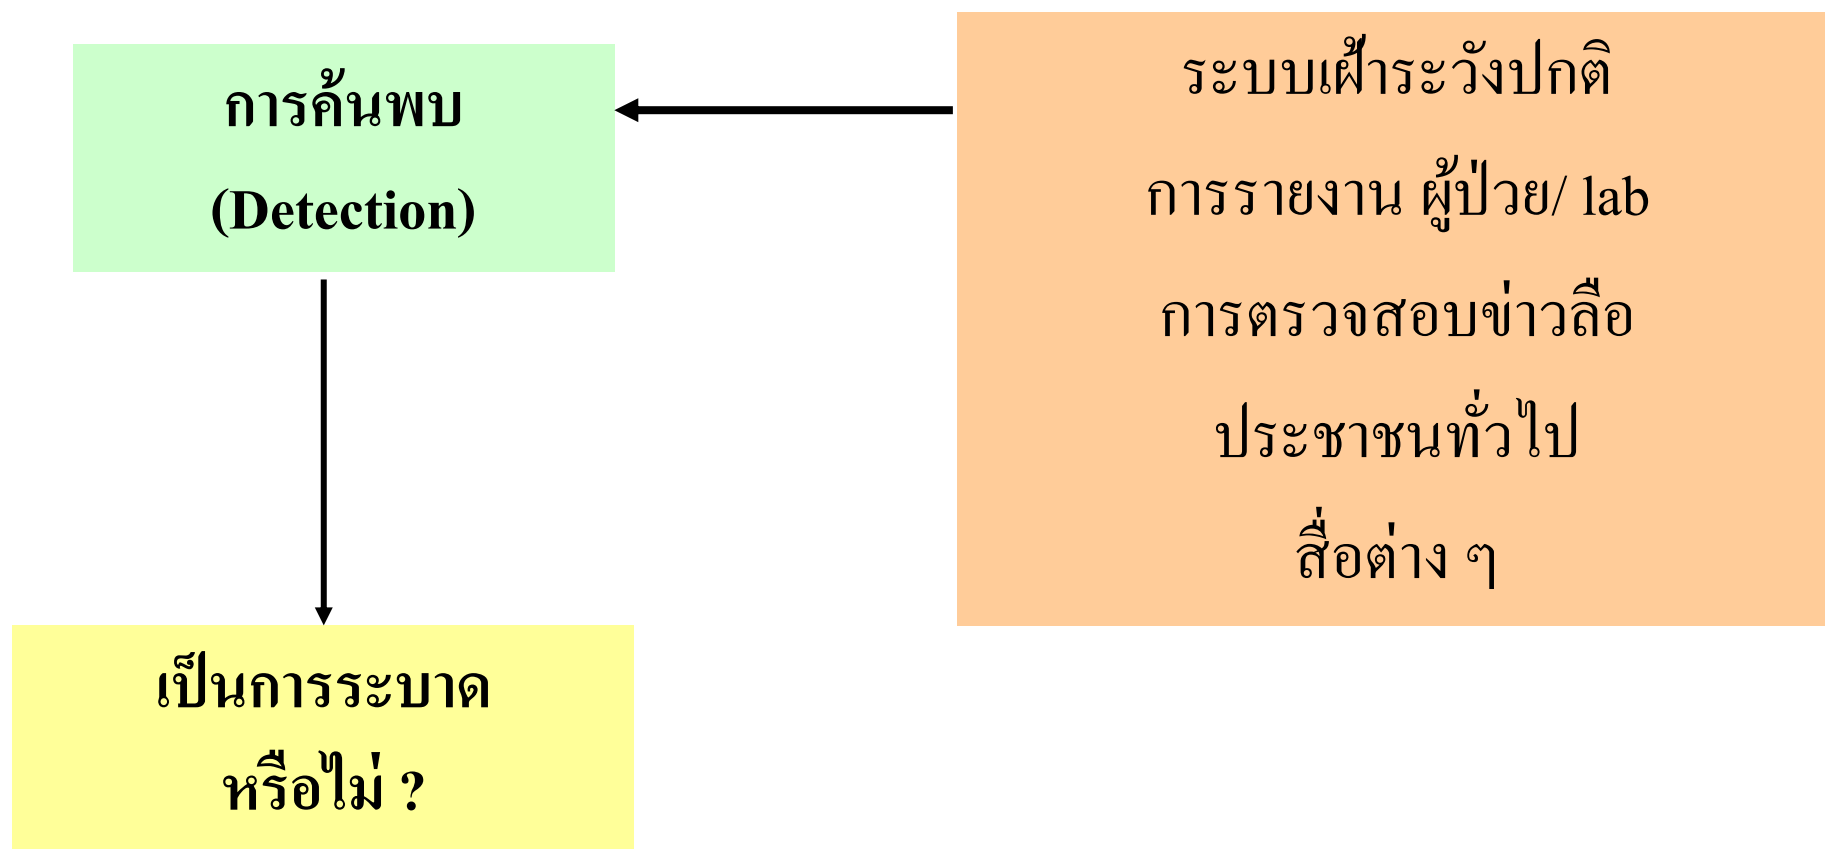 การค้นพบ
(Detection)
ระบบเฝ้าระวังปกติ
การรายงาน ผู้ป่วย/ lab
การตรวจสอบข่าวลือ
ประชาชนทั่วไป
สื่อต่าง ๆ
เป็นการระบาด
หรือไม่ ?